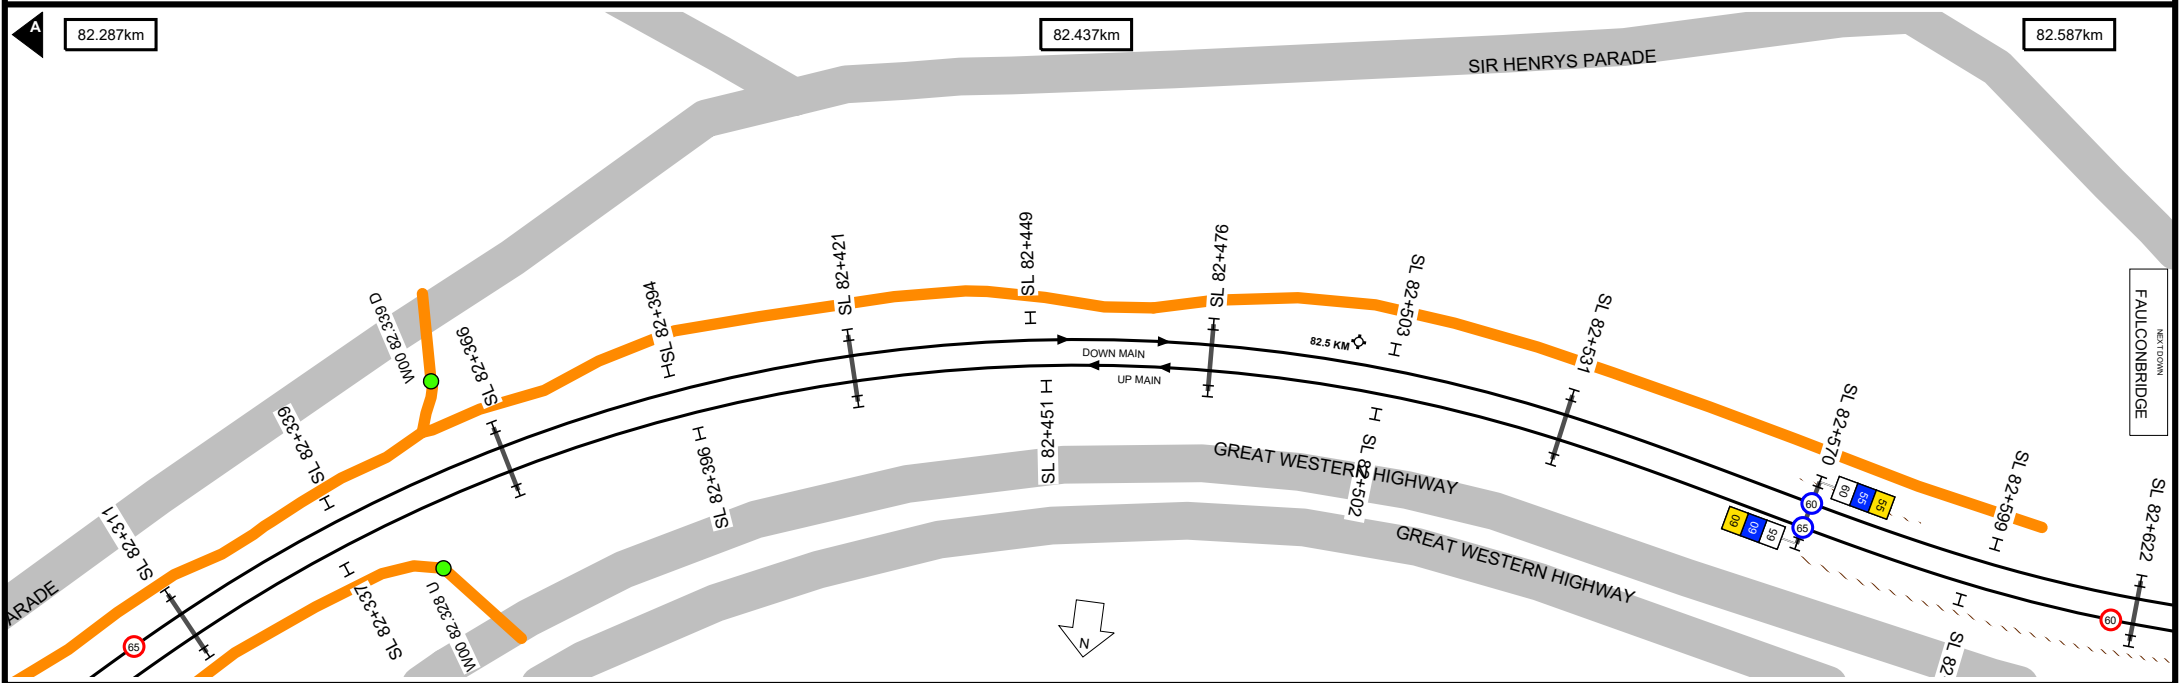 A
82.287km
82.437km
82.587km
SIR HENRYS PARADE
SL 82+449
SL 82+476
SL 82+421
SL 82+503
SL 82+394
W00 82.339 D
SL 82+366
SL 82+531
82.5 KM
DOWN MAIN
UP MAIN
NEXT DOWN
FAULCONBRIDGE
SL 82+339
SL 82+570
SL 82+451
SL 82+396
SL 82+502
GREAT WESTERN HIGHWAY
SL 82+599
SL 82+622
60 55 55
60
65
60 60 65
SL 82+311
GREAT WESTERN HIGHWAY
ARADE
SL 82+337
W00 82.328 U
65
60
N
SL 82